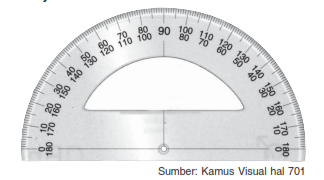 0 10 20 30 40 50 60 70 80 90 100 110 120 130 140 150 160 170 180
180 170 160 150 140 130 120 110 100 80 70 60 50 40 30 20 10 0
Sumber: Kamus Visual hal 701